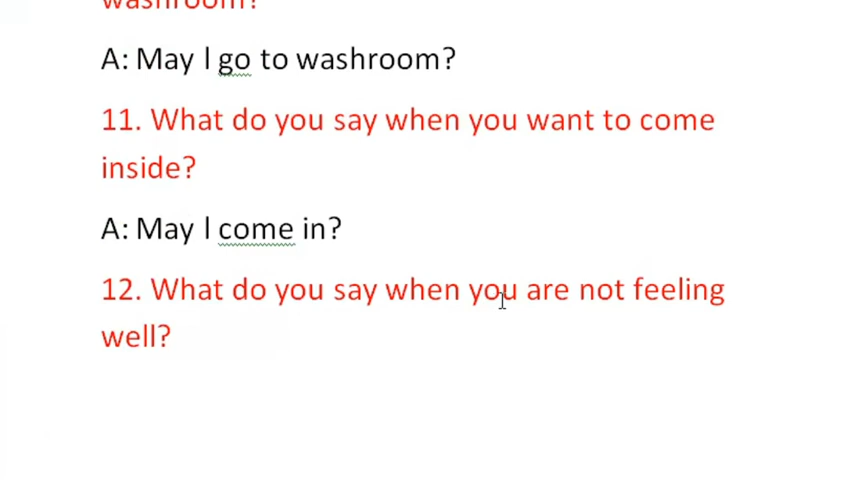 washroom?
A: May I go to washroom?
11. What do you say when you want to come
inside?
A: May I come in?
12. What do you say when you are not feeling
well?